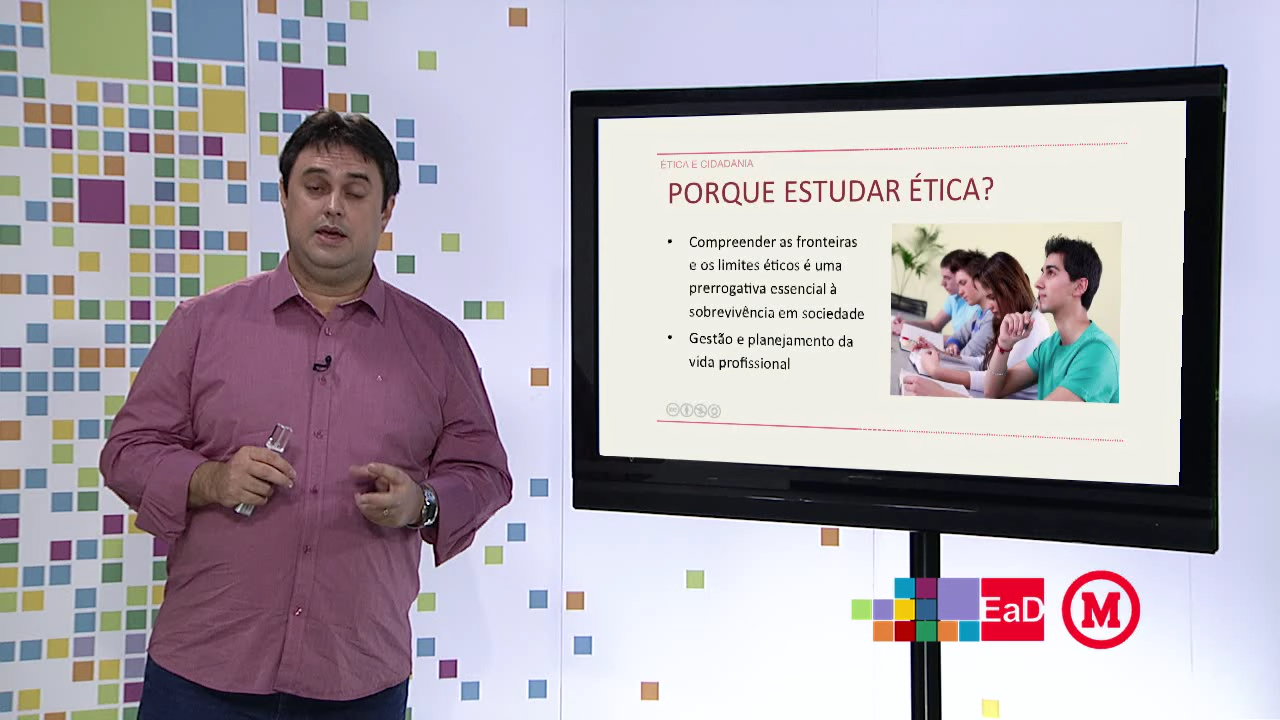 ÉTICA E CIDADANIA
PORQUE ESTUDAR ÉTICA?
• Compreender as fronteiras
e os limites éticos é uma
prerrogativa essencial à
sobrevivência em sociedade
• Gestão e planejamento da
vida profissional
EaD
M